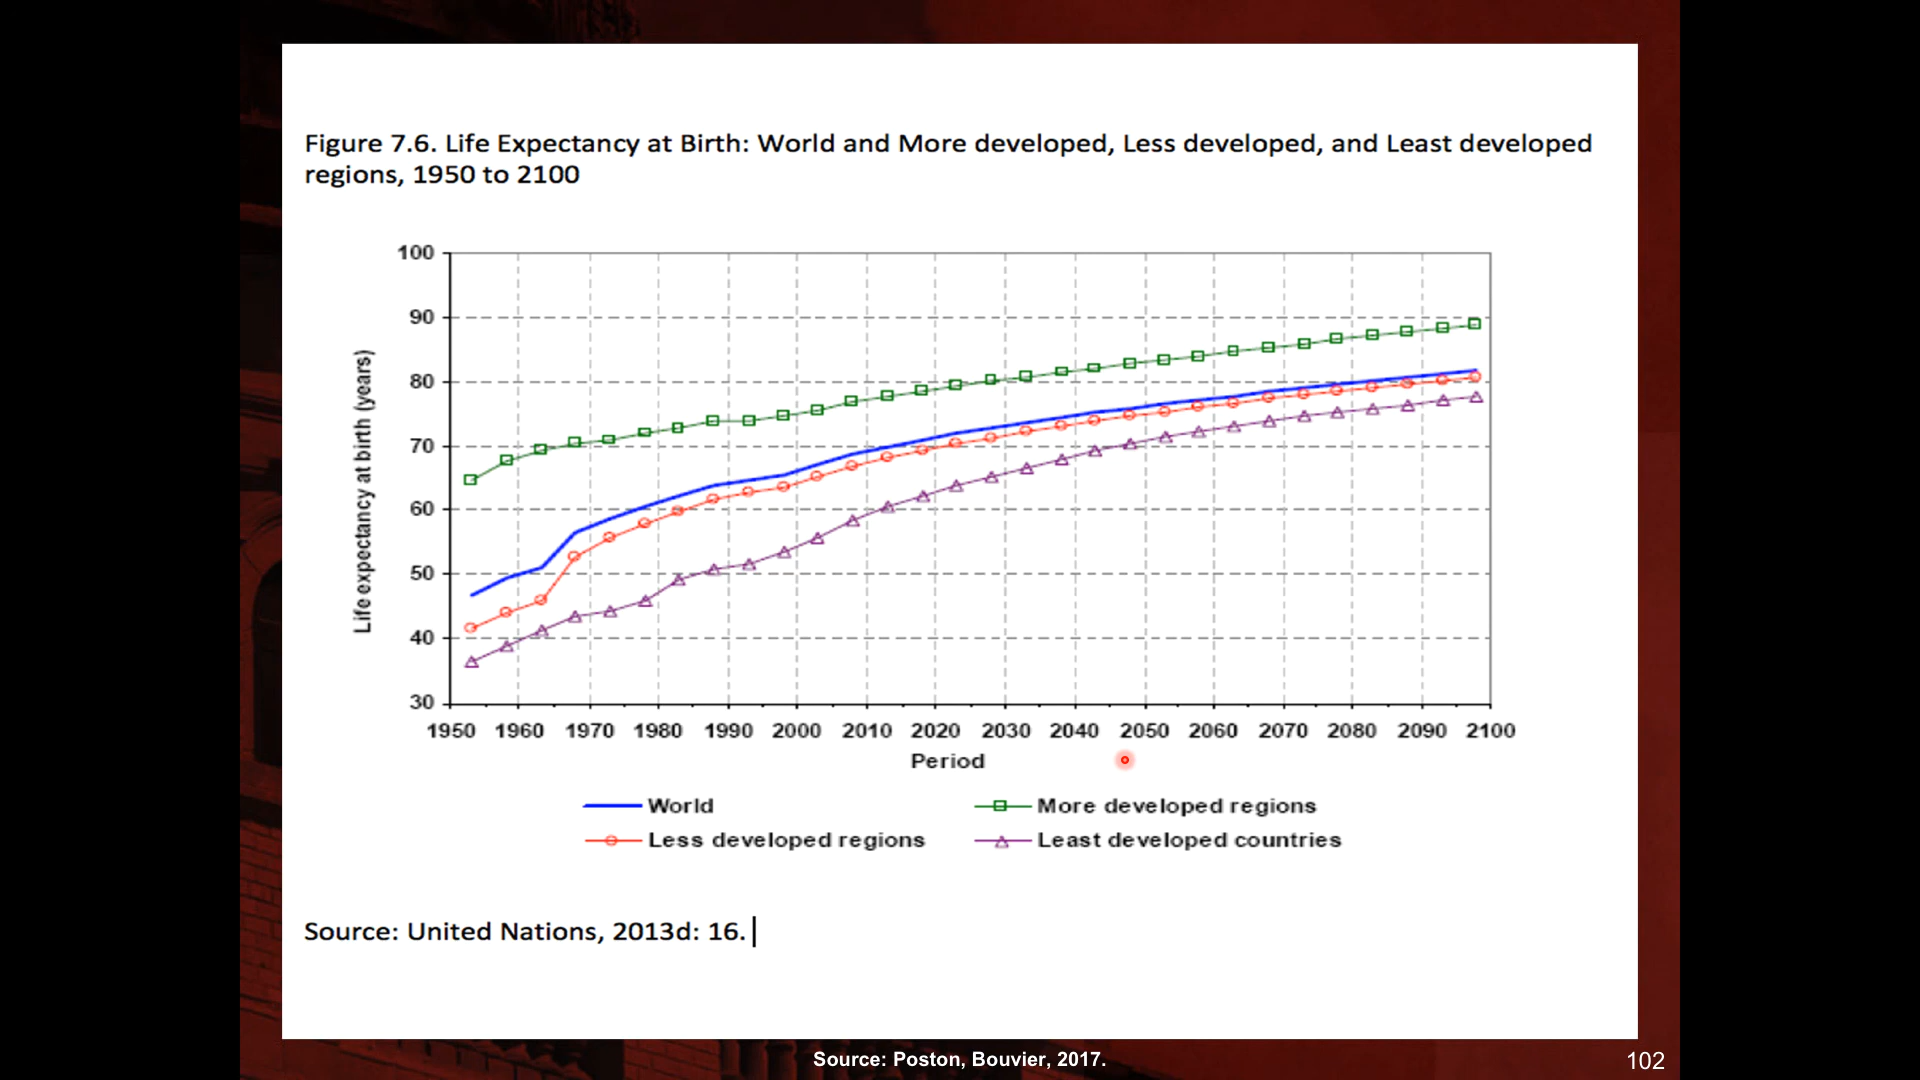 Figure 7.6. Life Expectancy at Birth: World and More developed, Less developed, and Least developed
regions, 1950 to 2100
100
90
80
70
60
50
40
30
Life expectancy at birth (years)
1950 1960 1970 1980 1990 2000 2010 2020 2030 2040 2050 2060 2070 2080 2090 2100
Period
World
More developed regions
Less developed regions
Least developed countries
Source: United Nations, 2013d: 16.
Source: Poston, Bouvier, 2017.
102